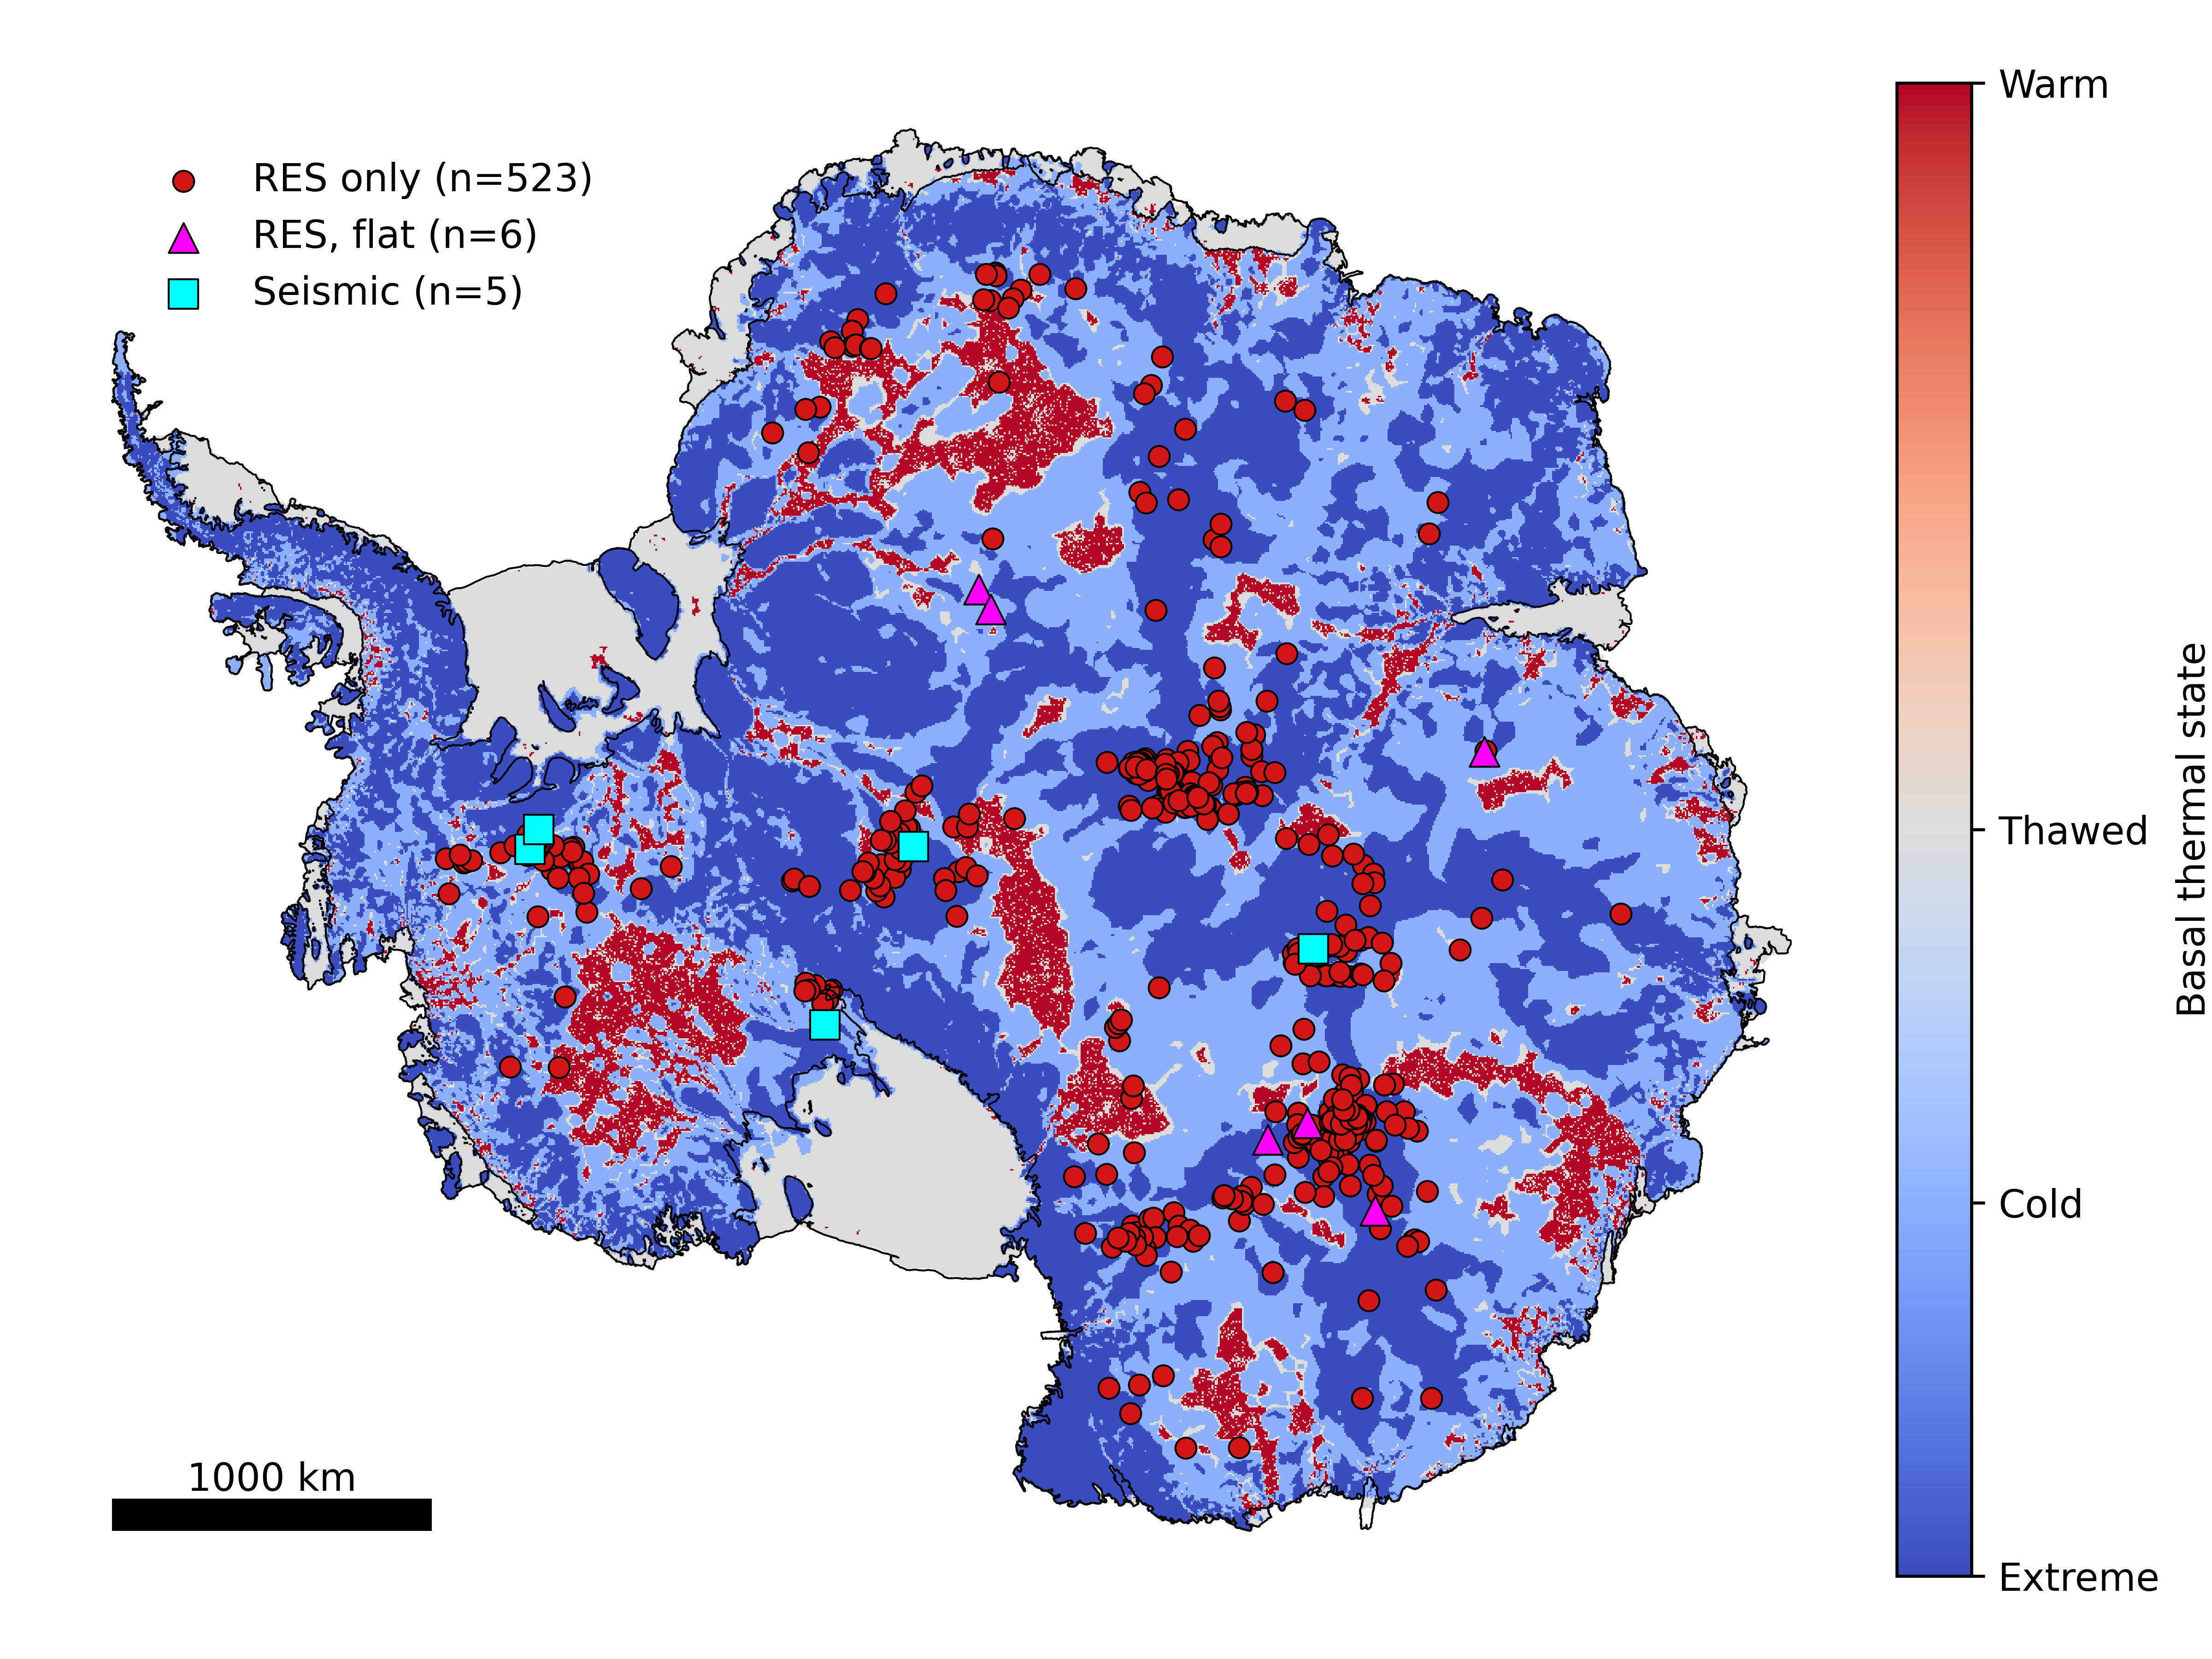 RES only (n=523)
RES, flat (n=6)
Seismic (n=5)
1000 km
Warm
Thawed
Cold
Extreme
Basal thermal state